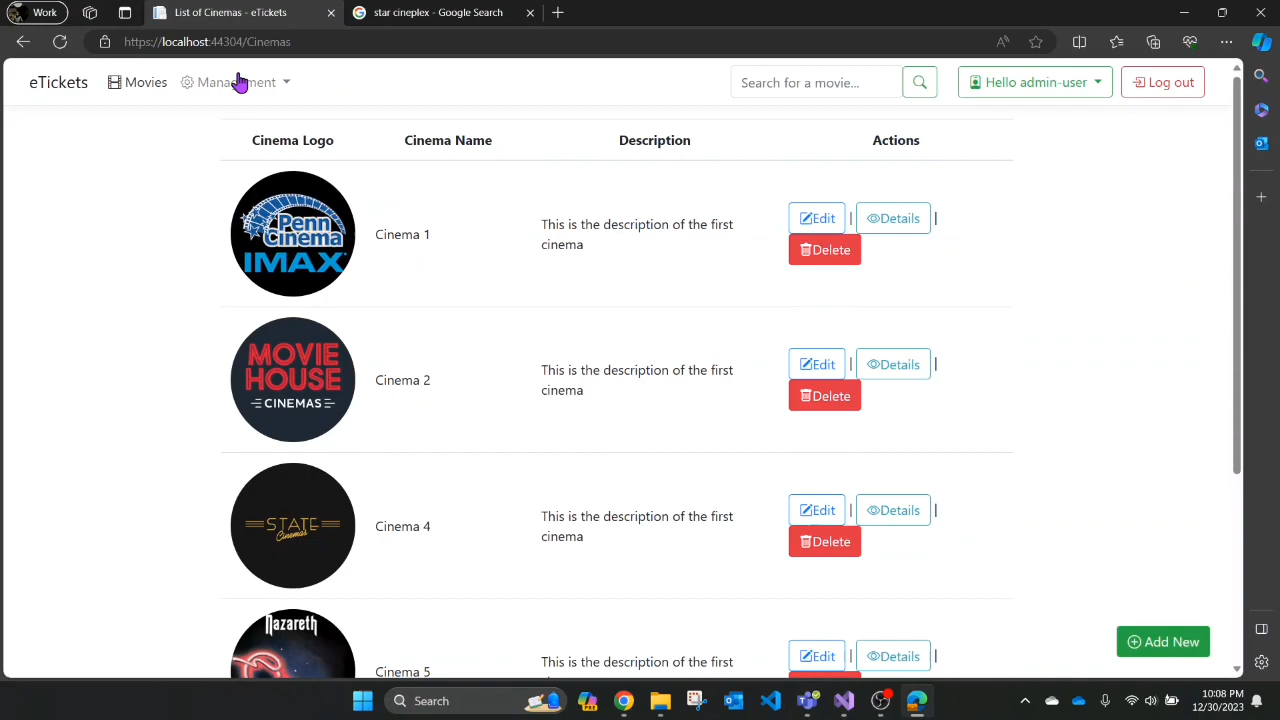 Work
List of Cinemas - eTickets
star cineplex - Google Search
https://localhost:44304/Cinemas
eTickets
Movies
Management
Search for a movie...
Hello admin-user
Log out
Cinema Logo
Cinema Name
Description
Actions
Penn
Cinema
IMAX
Cinema 1
This is the description of the first
cinema
Edit | Details |
Delete
MOVIE
HOUSE
CINEMAS
Cinema 2
This is the description of the first
cinema
Edit | Details |
Delete
STATE
Cinemas
Cinema 4
This is the description of the first
cinema
Edit | Details |
Delete
Nazareth
Cinema 5
This is the description of the first
Edit | Details |
Add New
Search
10:08 PM
12/30/2023